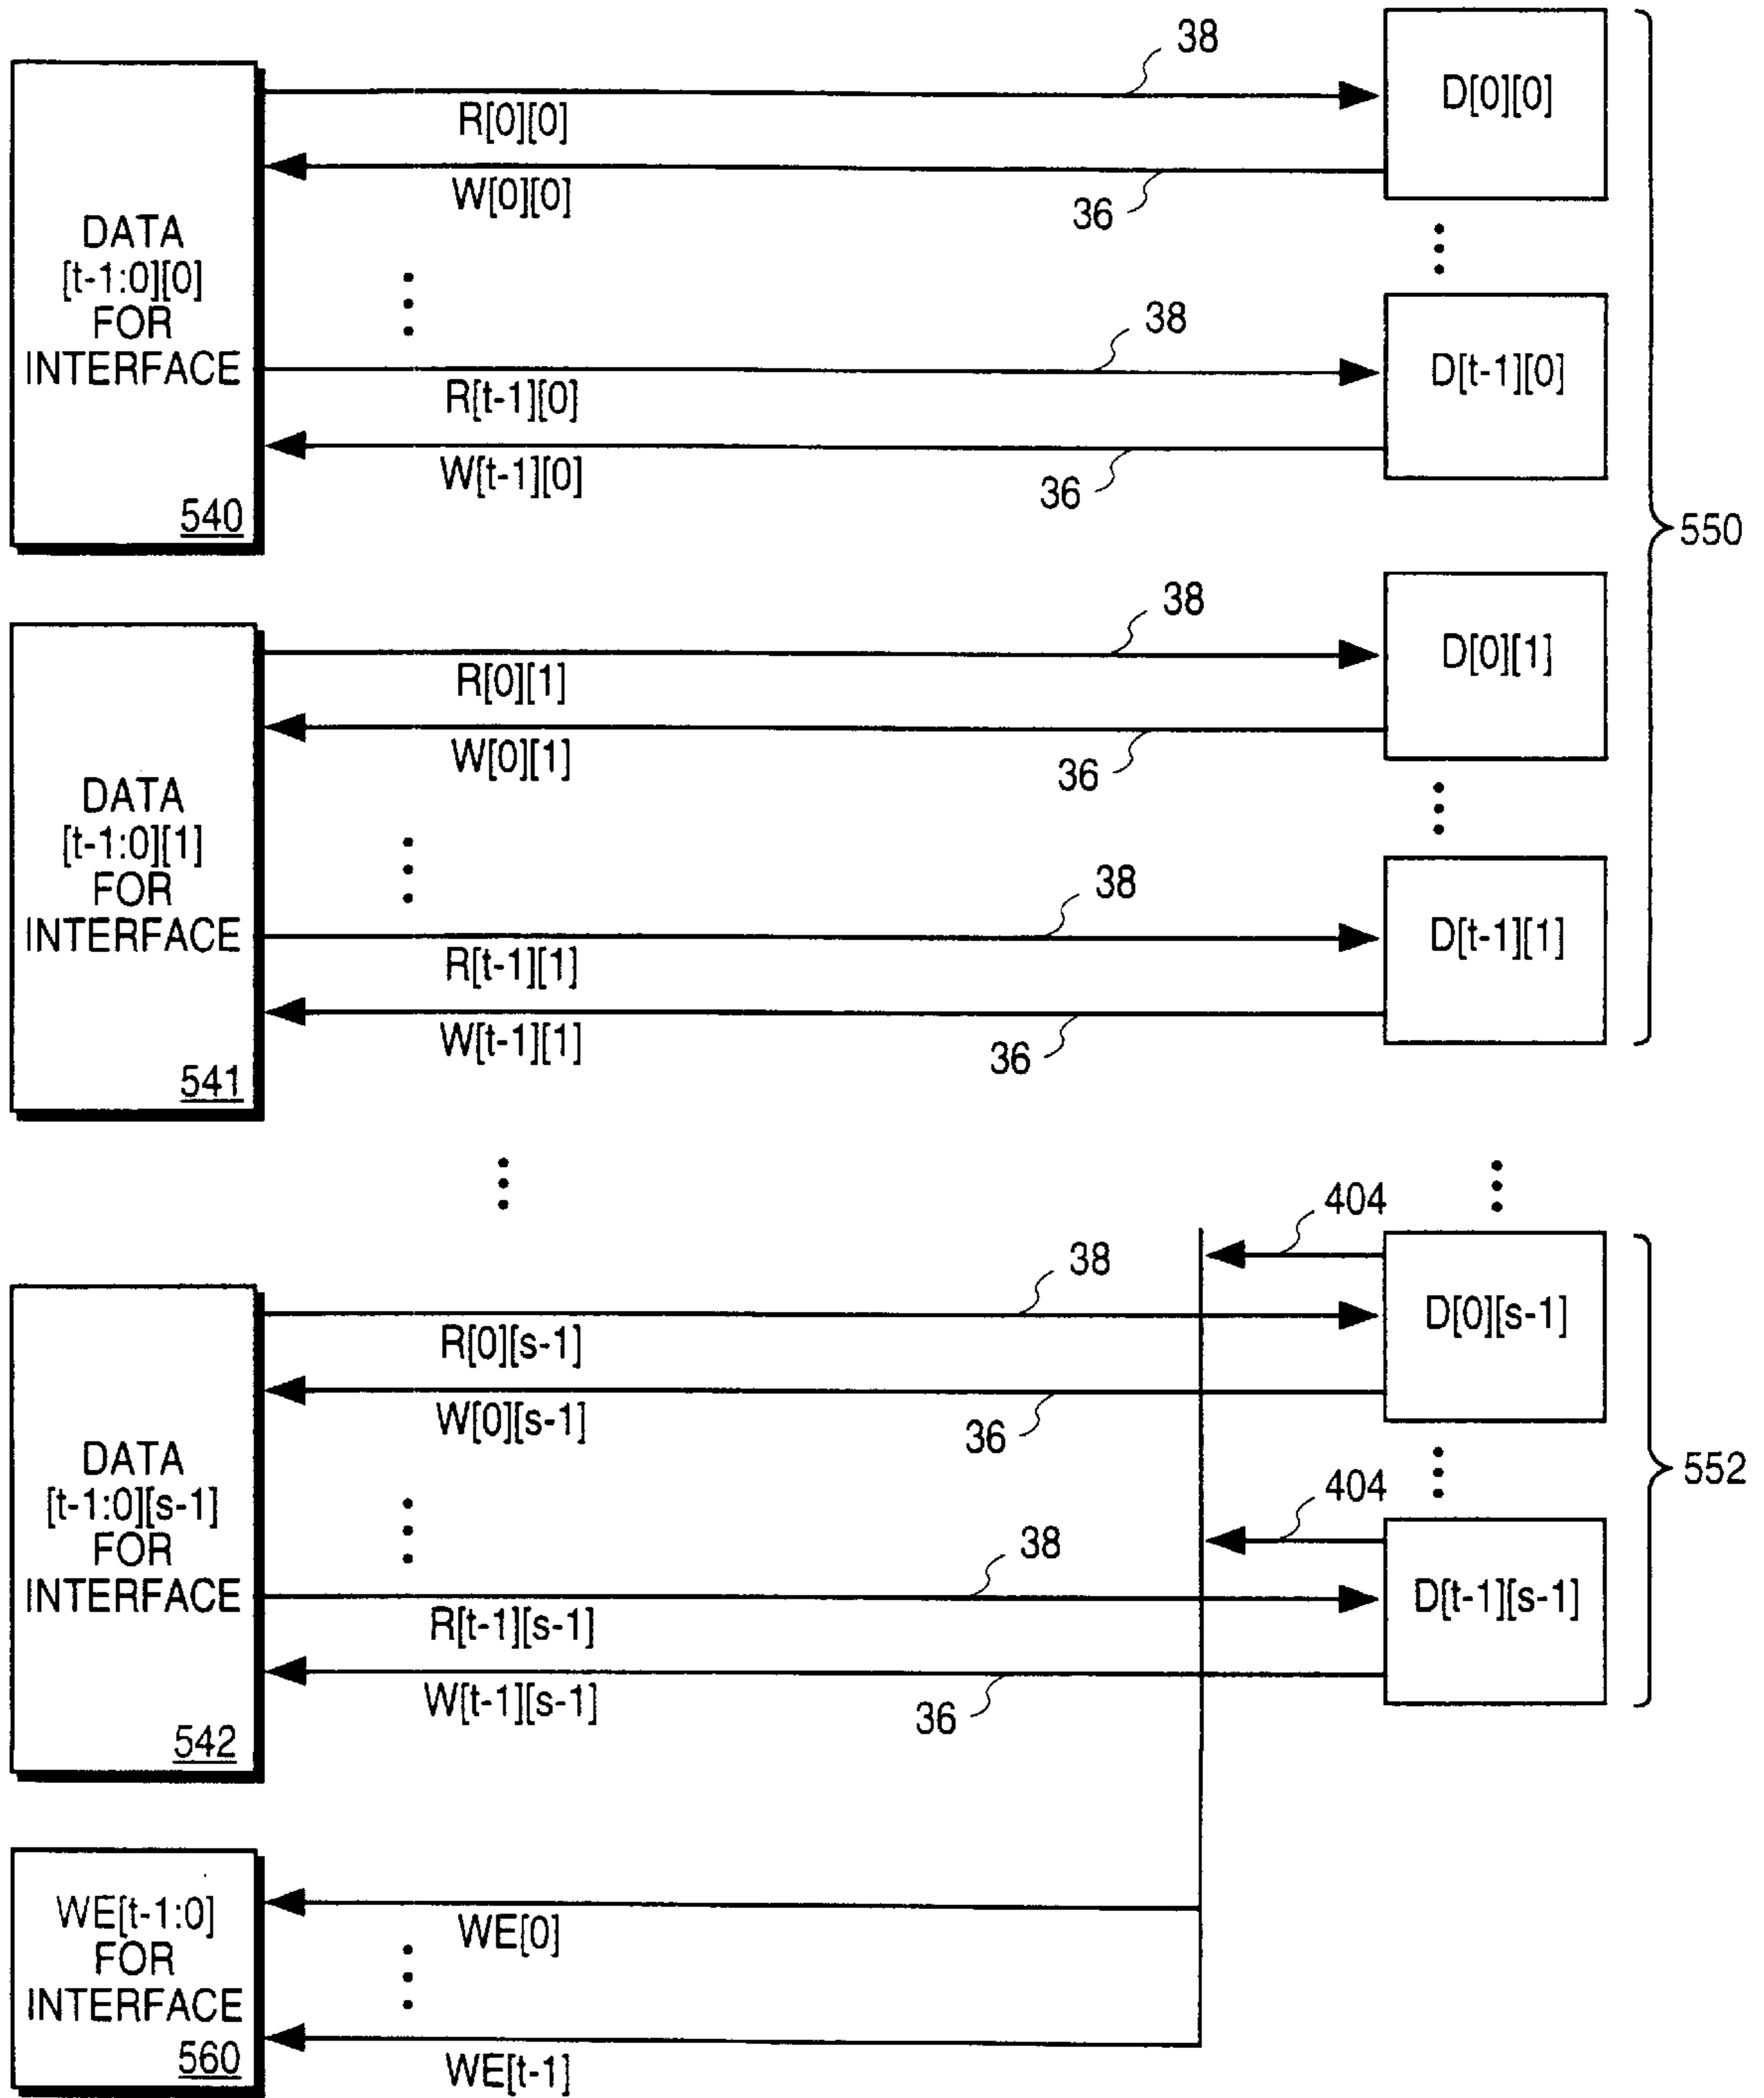 38
D[0][0]
R[0][0]
W[0][0]
36
DATA
[t-1:0][0]
FOR
INTERFACE
540
38
D[t-1][0]
R[t-1][0]
W[t-1][0]
36
550
38
D[0][1]
R[0][1]
W[0][1]
36
DATA
[t-1:0][1]
FOR
INTERFACE
541
38
D[t-1][1]
R[t-1][1]
W[t-1][1]
36
404
38
D[0][s-1]
R[0][s-1]
W[0][s-1]
36
DATA
[t-1:0][s-1]
FOR
INTERFACE
542
404
552
38
D[t-1][s-1]
R[t-1][s-1]
W[t-1][s-1]
36
WE[t-1:0]
FOR
INTERFACE
560
WE[0]
WE[t-1]